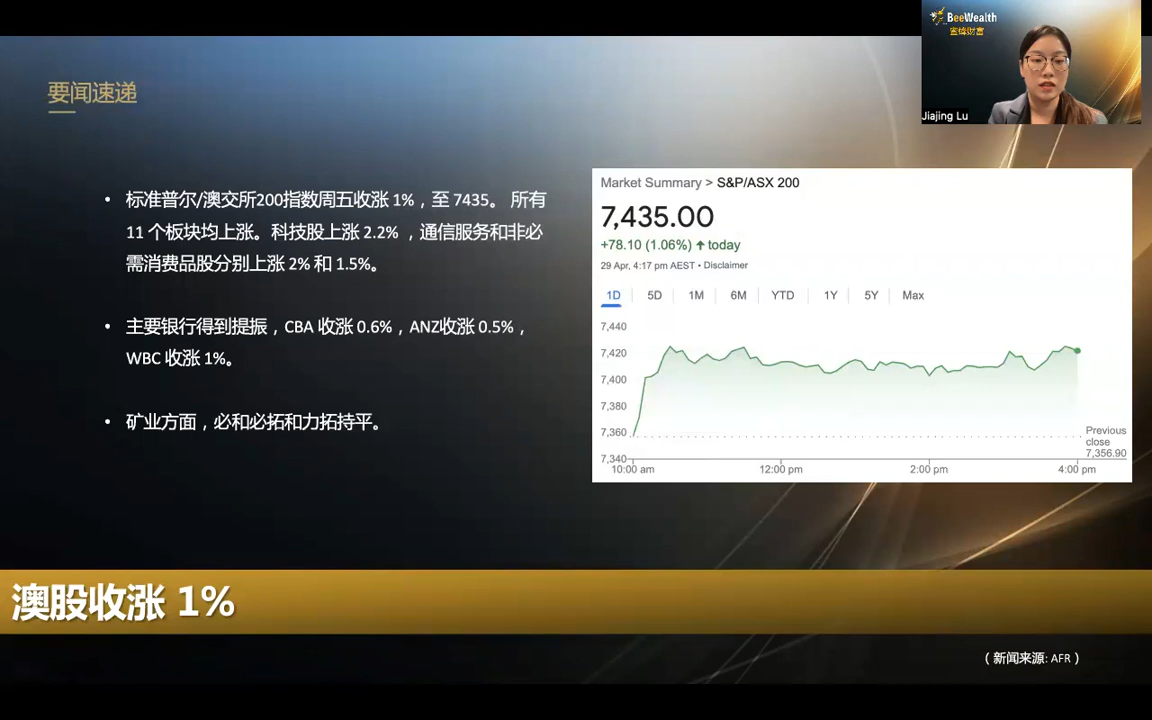 BeeWealth
蜜蜂财富
Jiajing Lu
要闻速递
• 标准普尔/澳交所200指数周五收涨 1%，至 7435。 所有
11 个板块均上涨。科技股上涨 2.2% ，通信服务和非必
需消费品股分别上涨 2% 和 1.5%。
• 主要银行得到提振，CBA 收涨 0.6%，ANZ收涨 0.5%，
WBC 收涨 1%。
• 矿业方面，必和必拓和力拓持平。
Market Summary > S&P/ASX 200
7,435.00
+78.10 (1.06%) ↑ today
29 Apr, 4:17 pm AEST • Disclaimer
1D 5D 1M 6M YTD 1Y 5Y Max
7,440
7,420
7,400
7,380
7,360
7,340
Previous
close
7,356.90
10:00 am 12:00 pm 2:00 pm 4:00 pm
澳股收涨 1%
（ 新闻来源: AFR ）